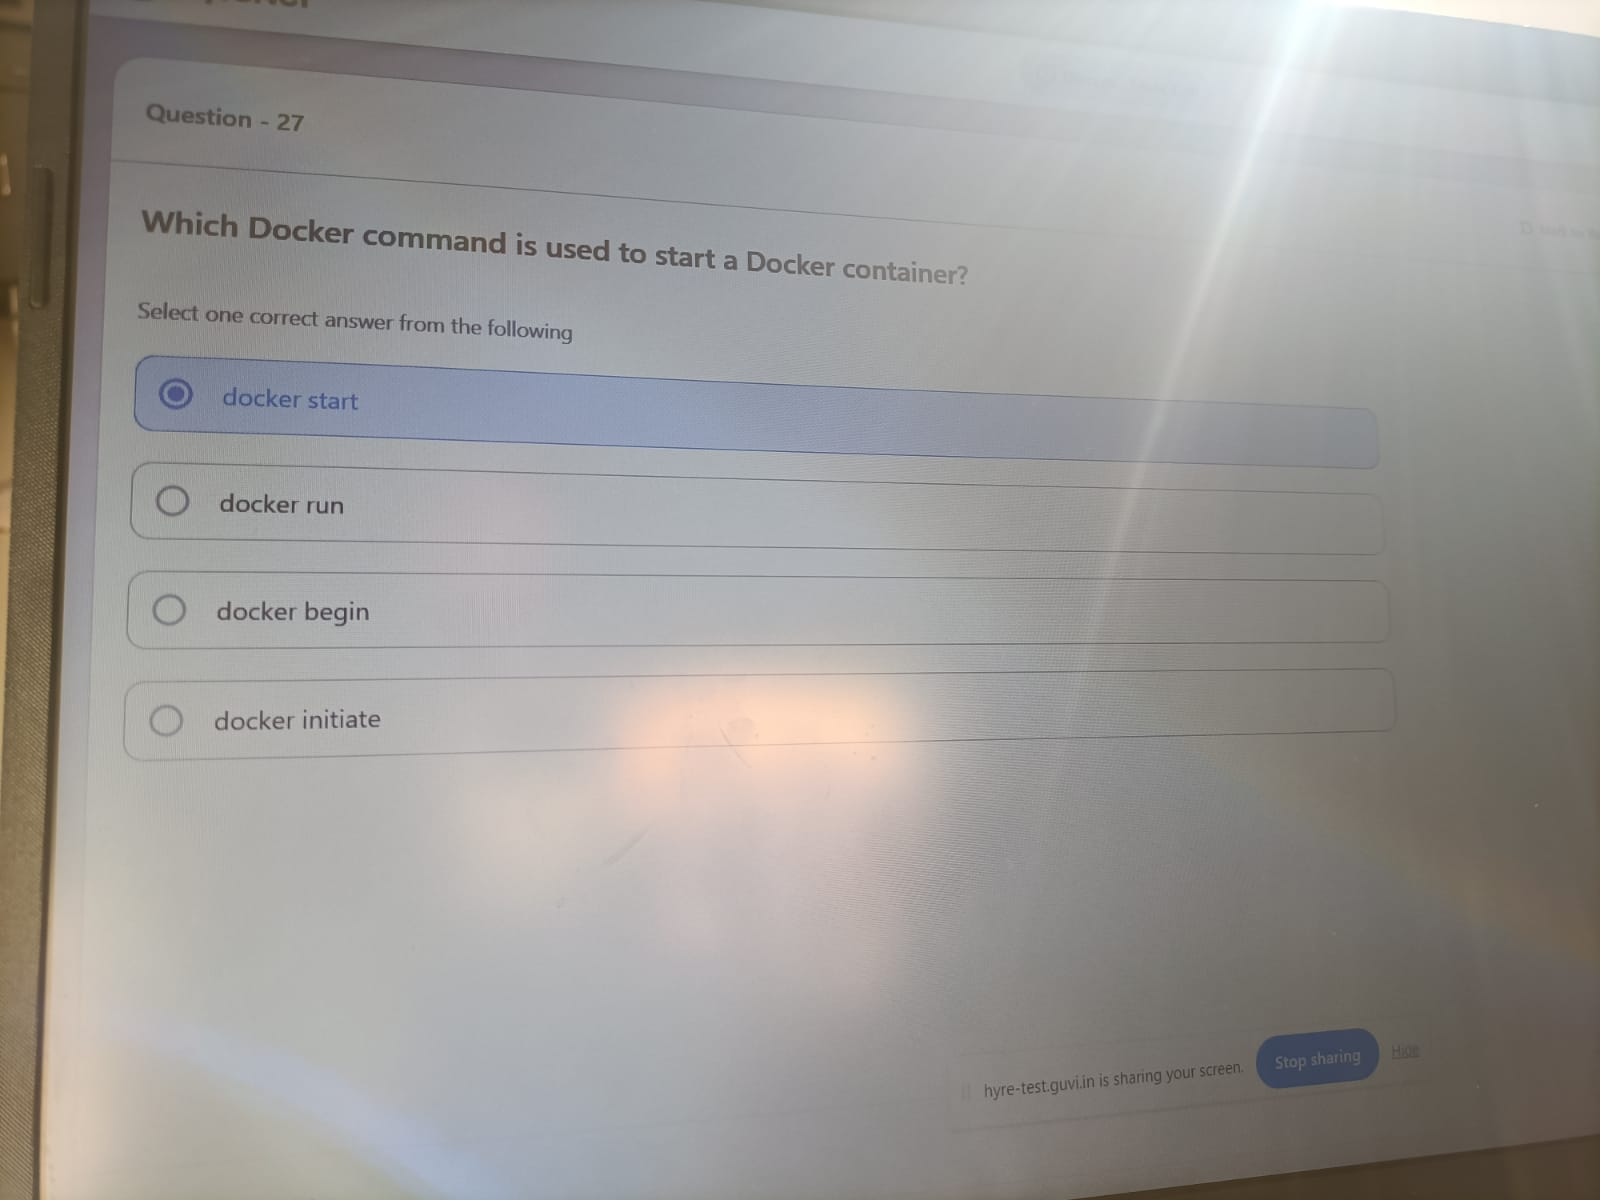 Question - 27
Which Docker command is used to start a Docker container?
Select one correct answer from the following
docker start
docker run
docker begin
docker initiate
hyre-test.guvi.in is sharing your screen.
Stop sharing
Hide